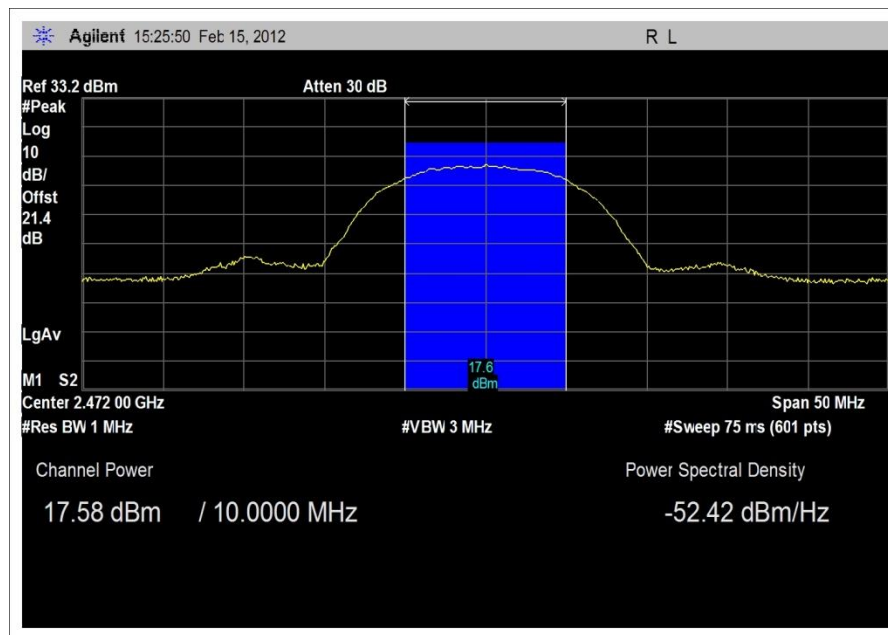 Agilent 15:25:50 Feb 15, 2012 R L
Ref 33.2 dBm Atten 30 dB
#Peak
Log
10
dB/
Offset
21.4
dB
LgAv
17.6
dBm
M1 S2
Center 2.472 00 GHz Span 50 MHz
#Res BW 1 MHz #VBW 3 MHz #Sweep 75 ms (601 pts)
Channel Power Power Spectral Density
17.58 dBm / 10.0000 MHz -52.42 dBm/Hz